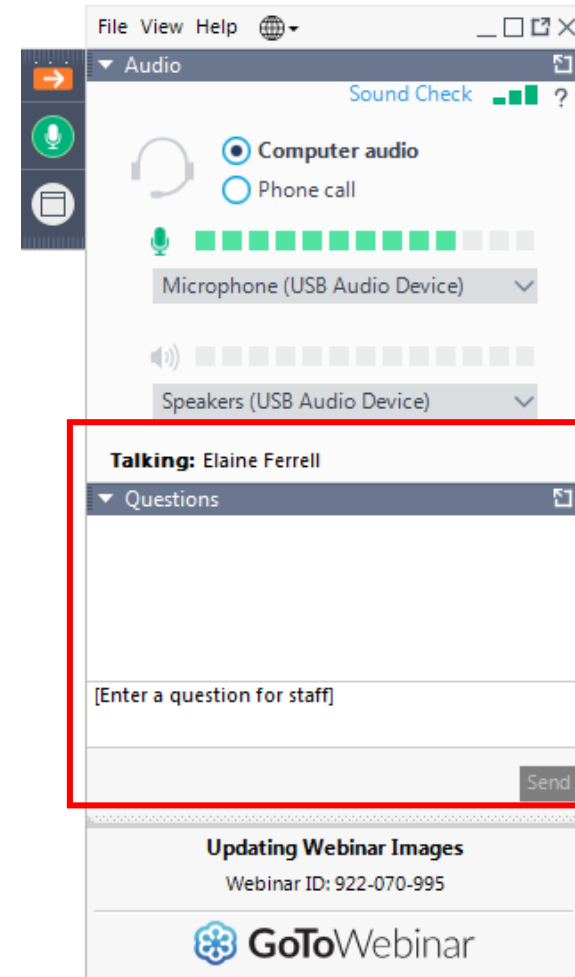 File View Help
Audio
Sound Check ?
Computer audio
Phone call
Microphone (USB Audio Device)
Speakers (USB Audio Device)
Talking: Elaine Ferrell
Questions
[Enter a question for staff]
Send
Updating Webinar Images
Webinar ID: 922-070-995
GoToWebinar